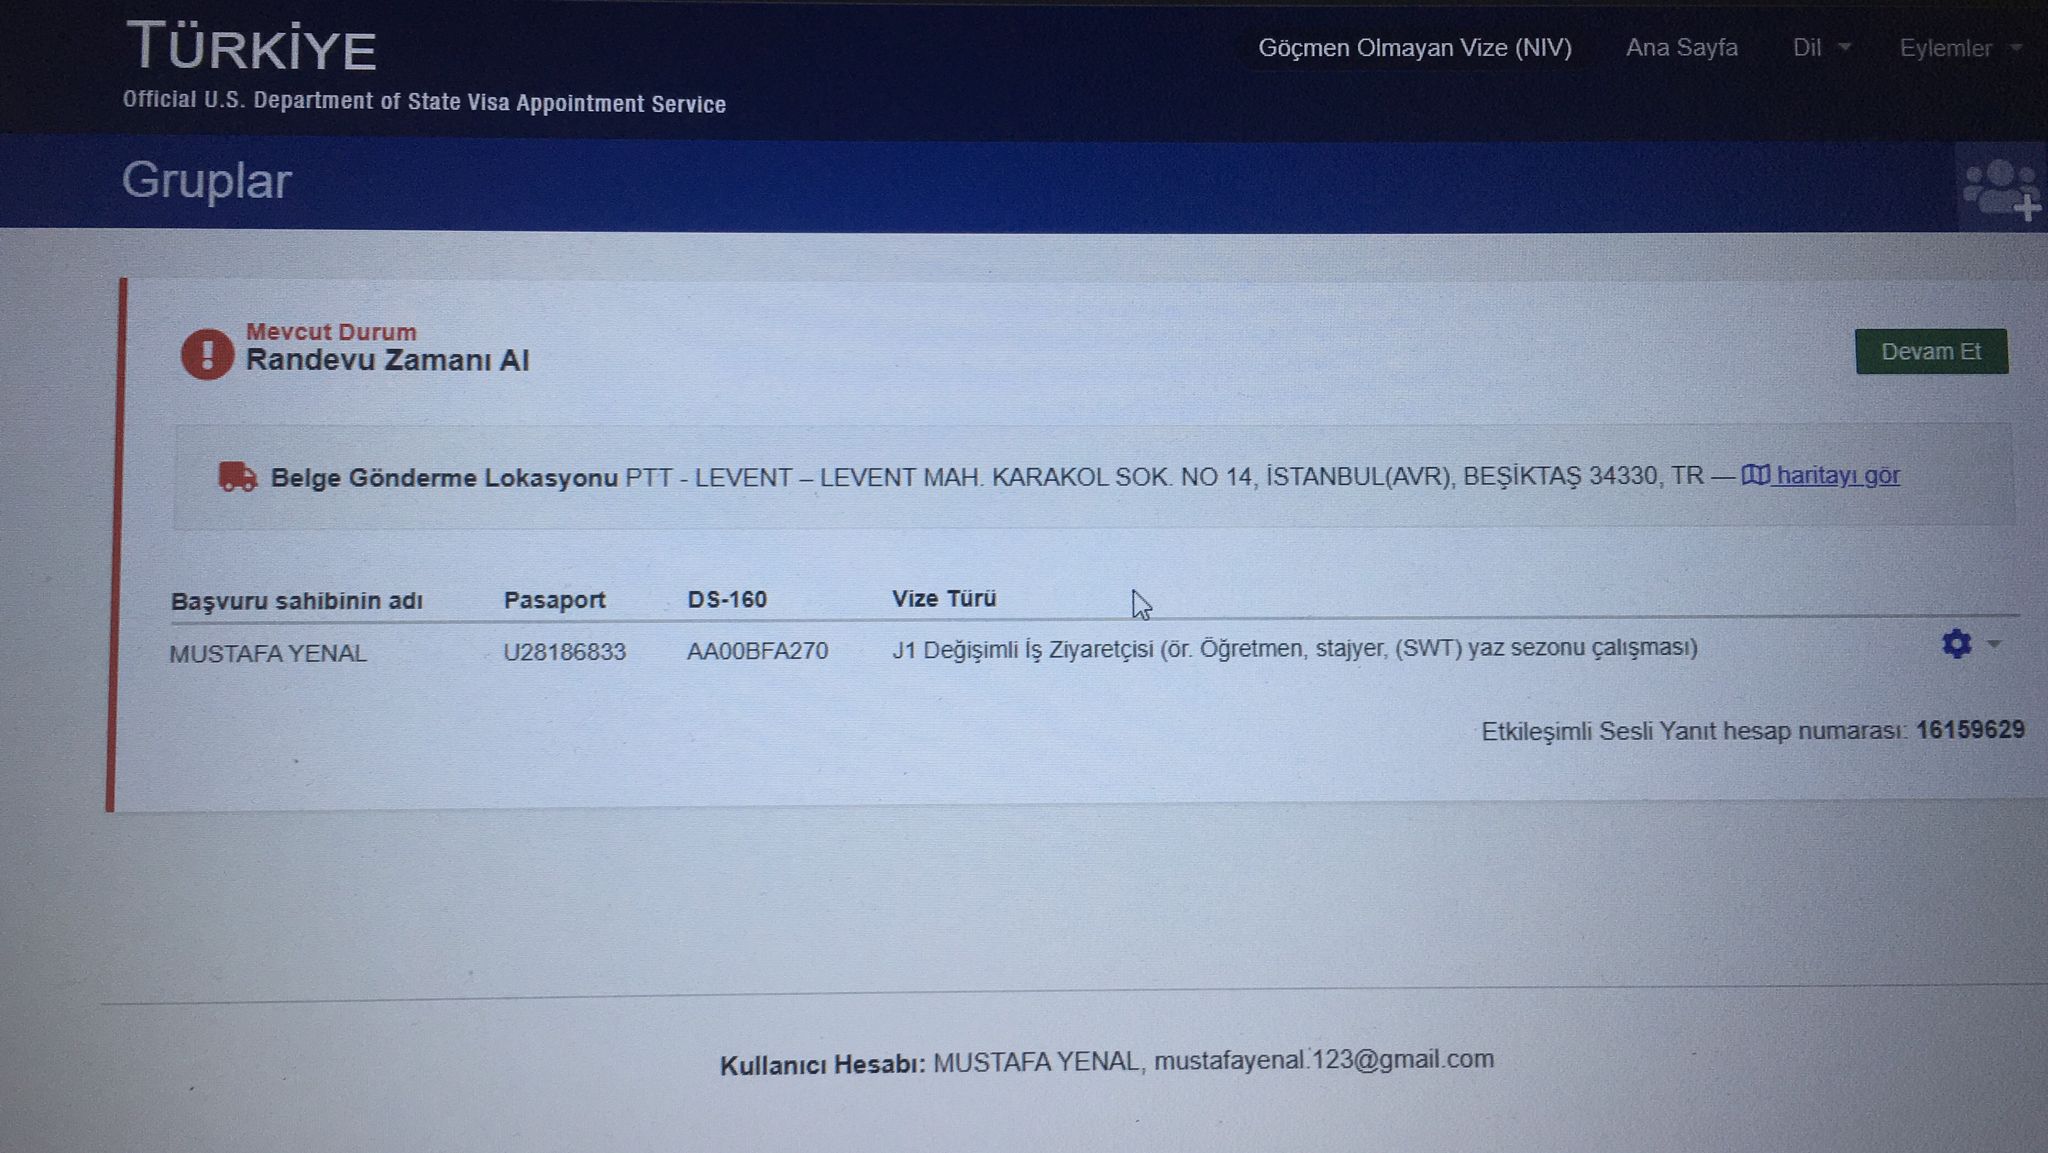 TÜRKİYE
Official U.S. Department of State Visa Appointment Service
Göçmen Olmayan Vize (NIV) Ana Sayfa Dil Eylemler
Gruplar
Mevcut Durum
Randevu Zamanı Al
Devam Et
Belge Gönderme Lokasyonu PTT - LEVENT – LEVENT MAH. KARAKOL SOK. NO 14, İSTANBUL(AVR), BEŞİKTAŞ 34330, TR — haritayı gör
Başvuru sahibinin adı Pasaport DS-160 Vize Türü
MUSTAFA YENAL U28186833 AA00BFA270 J1 Değişimli İş Ziyaretçisi (ör. Öğretmen, stajyer, (SWT) yaz sezonu çalışması)
Etkileşimli Sesli Yanıt hesap numarası: 16159629
Kullanıcı Hesabı: MUSTAFA YENAL, mustafayenal.123@gmail.com